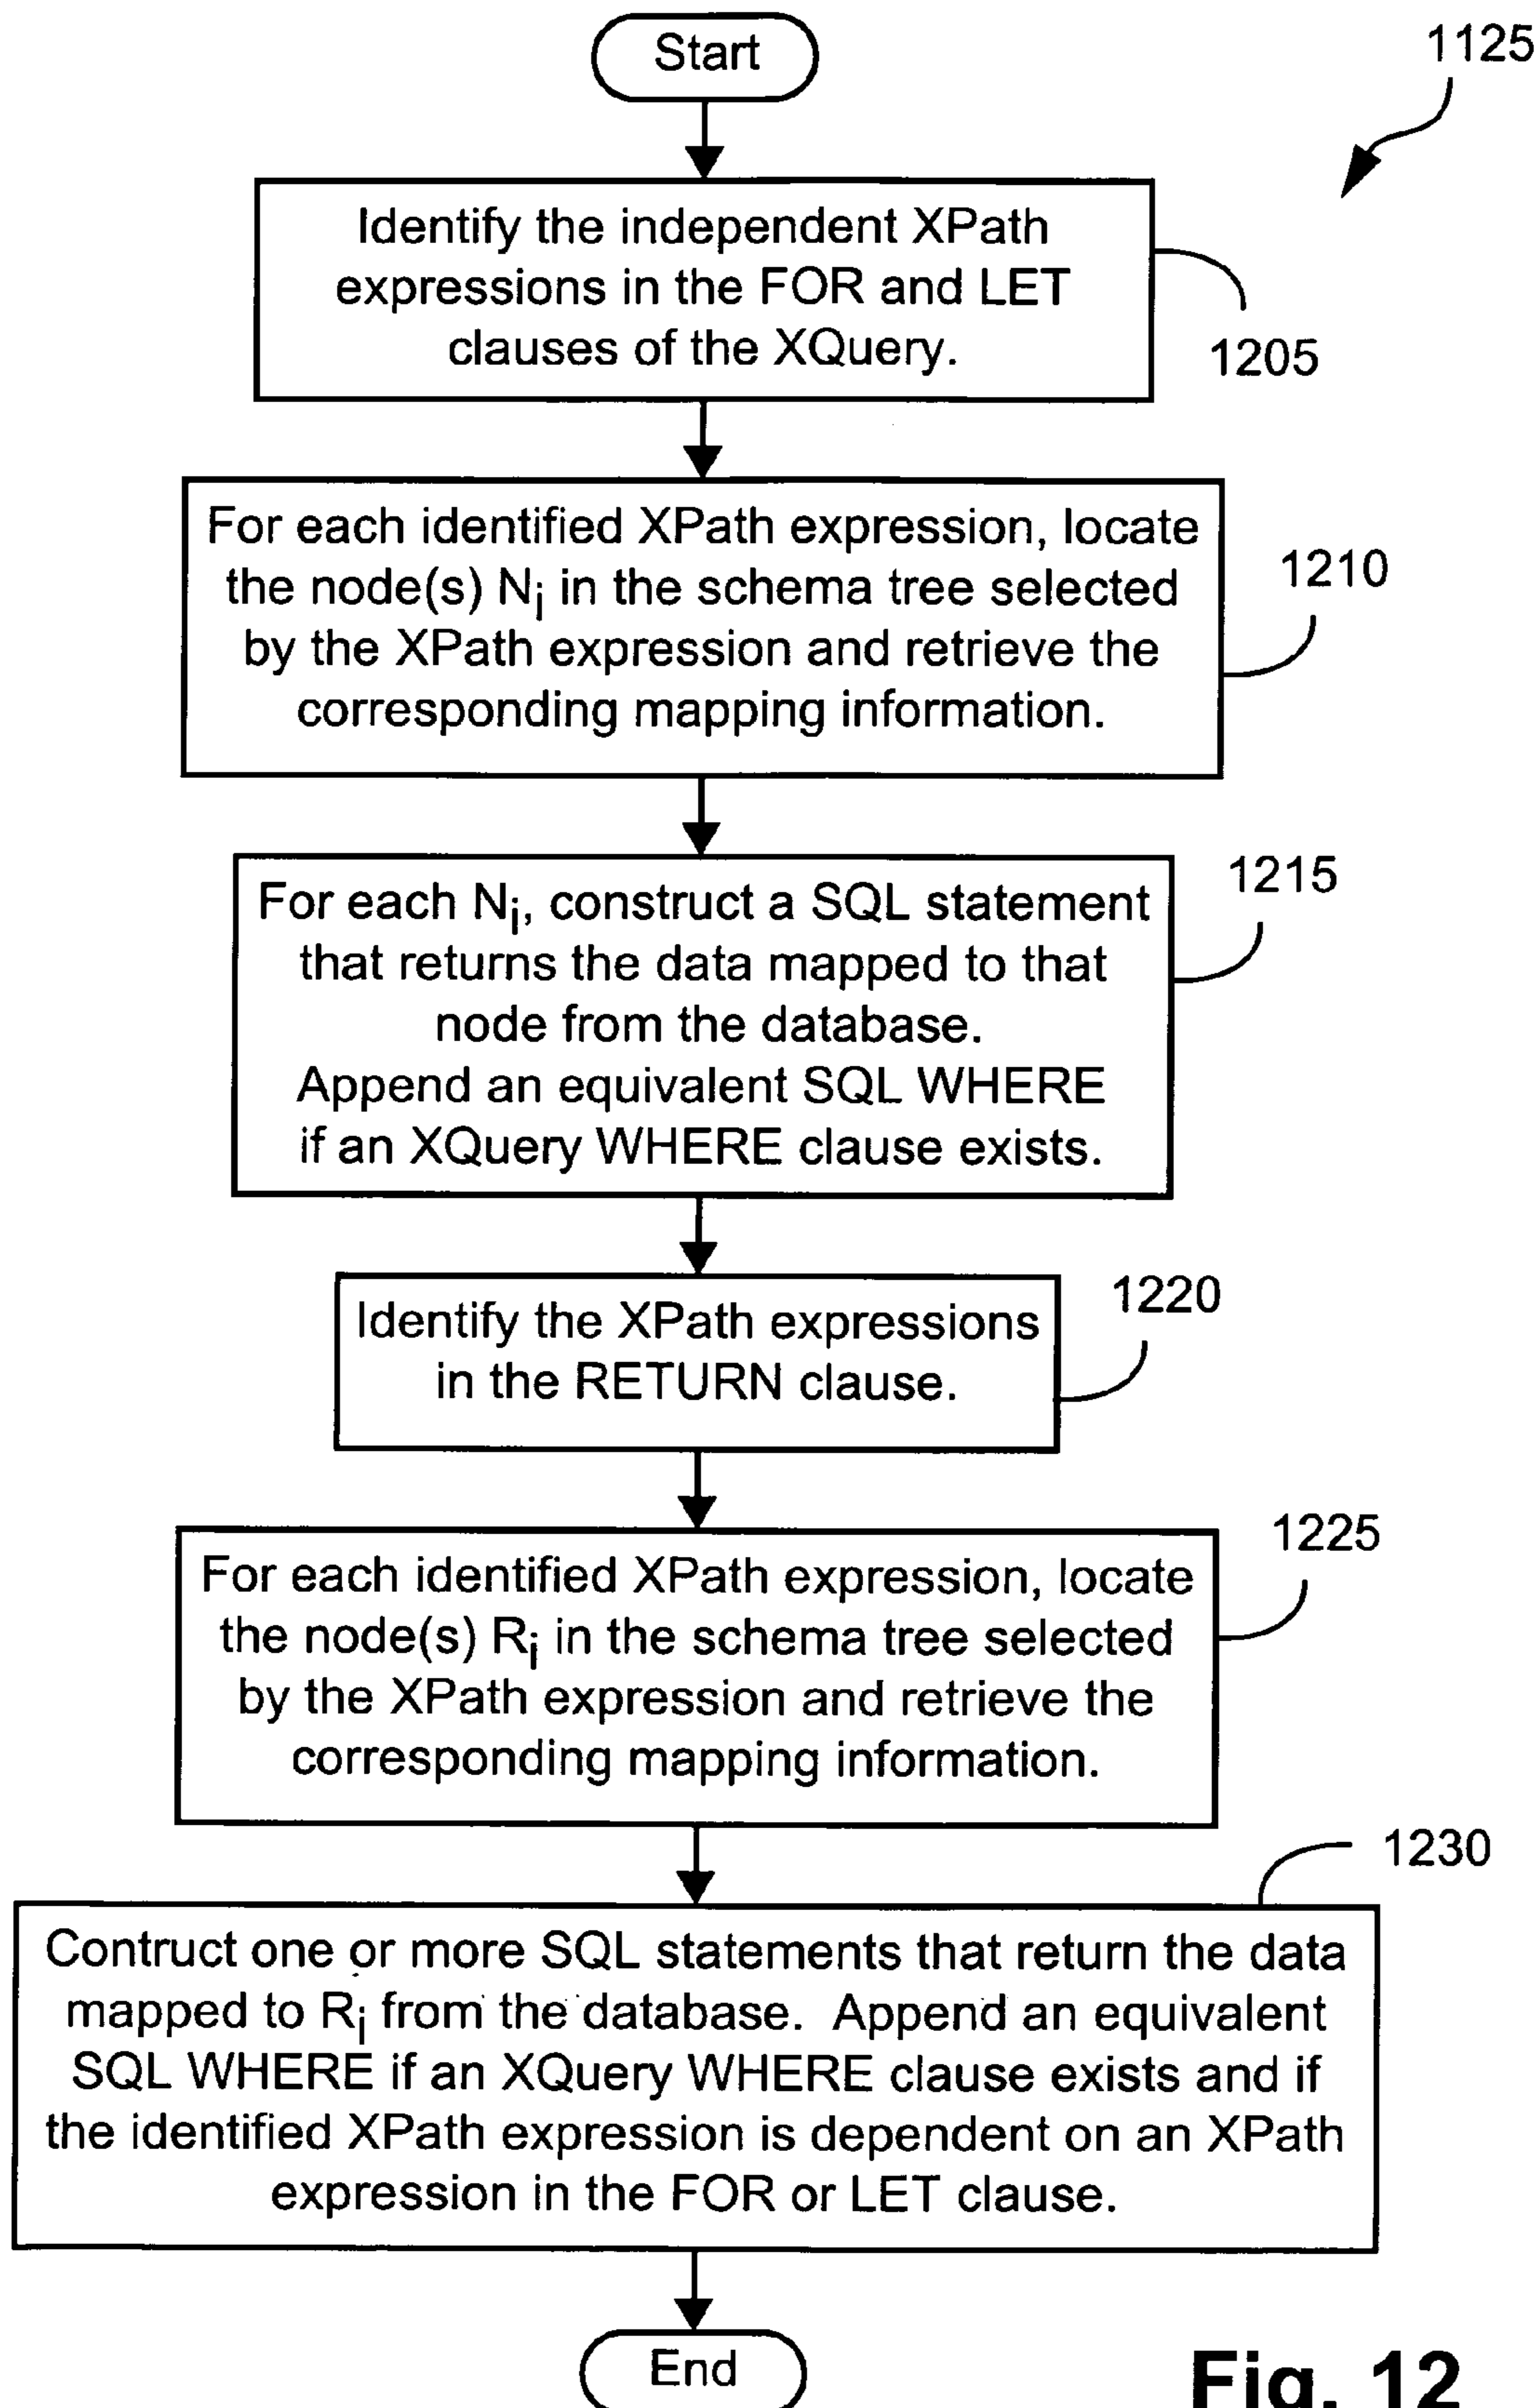 Start
1125
Identify the independent XPath
expressions in the FOR and LET
clauses of the XQuery.
1205
For each identified XPath expression, locate
the node(s) Ni in the schema tree selected
by the XPath expression and retrieve the
corresponding mapping information.
1210
For each Ni, construct a SQL statement
that returns the data mapped to that
node from the database.
Append an equivalent SQL WHERE
if an XQuery WHERE clause exists.
1215
Identify the XPath expressions
in the RETURN clause.
1220
For each identified XPath expression, locate
the node(s) Ri in the schema tree selected
by the XPath expression and retrieve the
corresponding mapping information.
1225
Contruct one or more SQL statements that return the data
mapped to Ri from the database. Append an equivalent
SQL WHERE if an XQuery WHERE clause exists and if
the identified XPath expression is dependent on an XPath
expression in the FOR or LET clause.
1230
End
Fig. 12